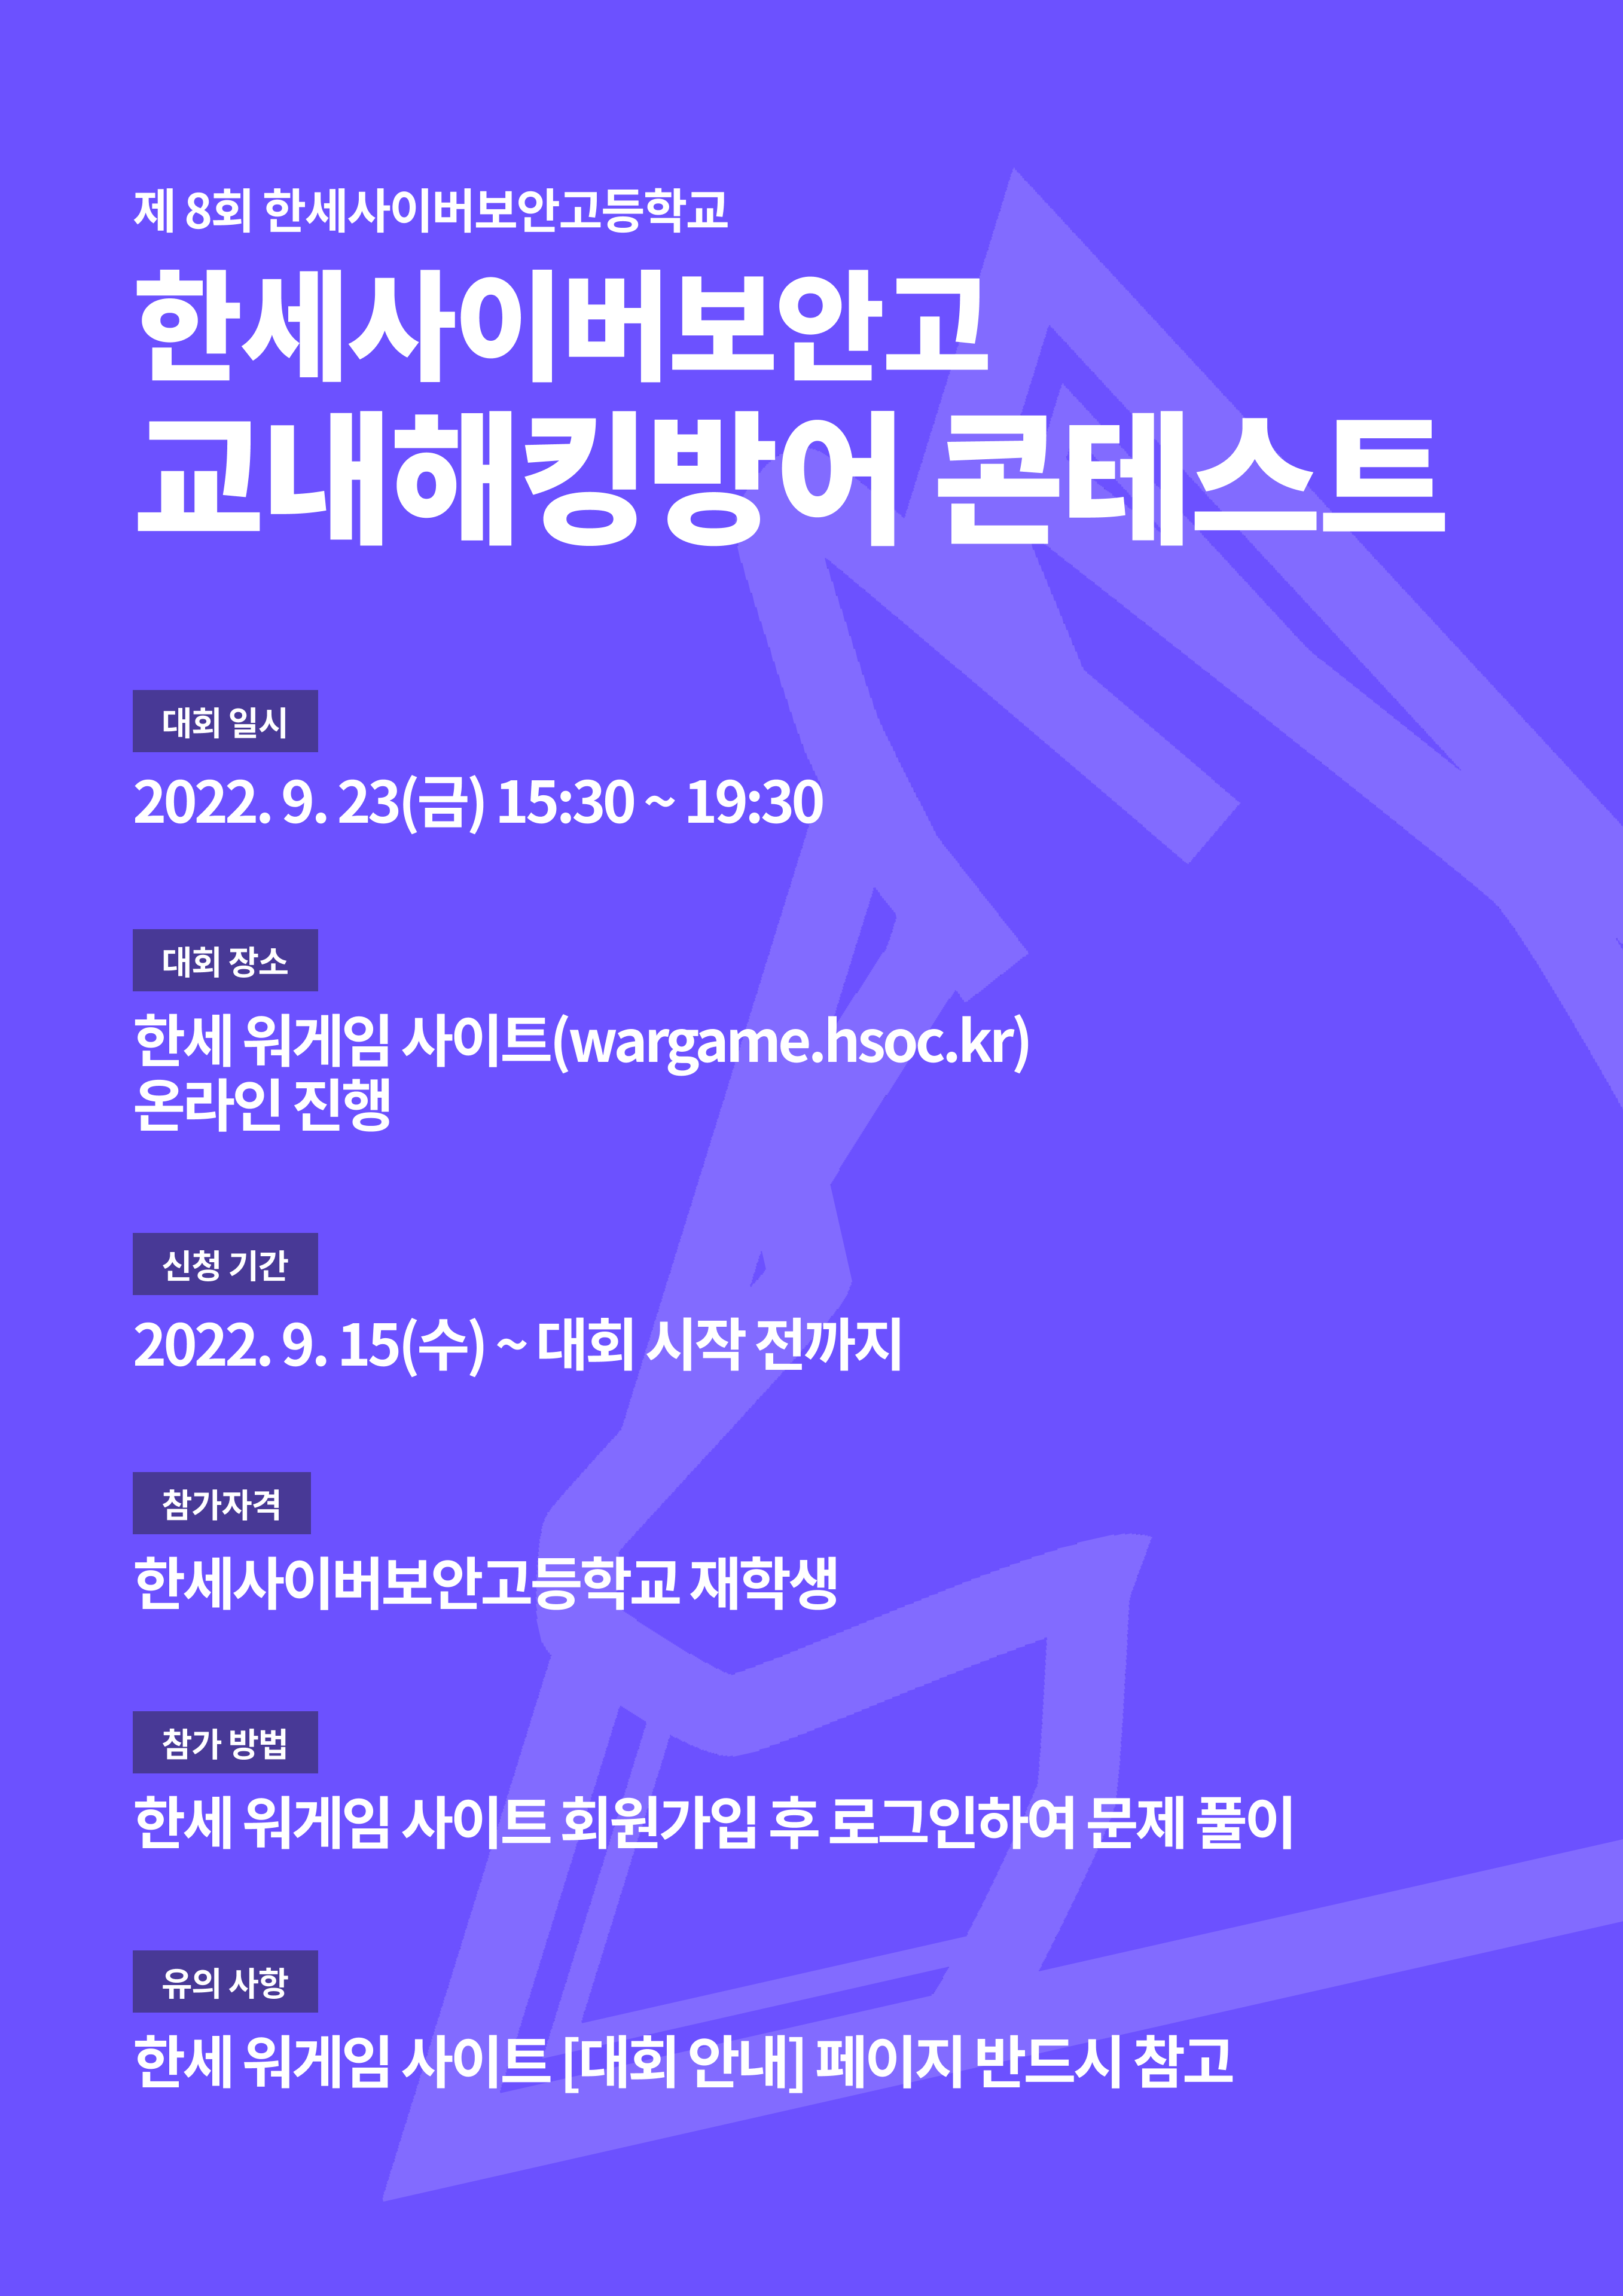 제 8회 한세사이버보안고등학교
한세사이버보안고
교내해킹방어 콘테스트
대회 일시
2022. 9. 23(금) 15:30 ~ 19:30
대회 장소
한세 워게임 사이트(wargame.hsoc.kr)
온라인 진행
신청 기간
2022. 9. 15(수) ~ 대회 시작 전까지
참가자격
한세사이버보안고등학교 재학생
참가 방법
한세 워게임 사이트 회원가입 후 로그인하여 문제 풀이
유의 사항
한세 워게임 사이트 [대회 안내] 페이지 반드시 참고